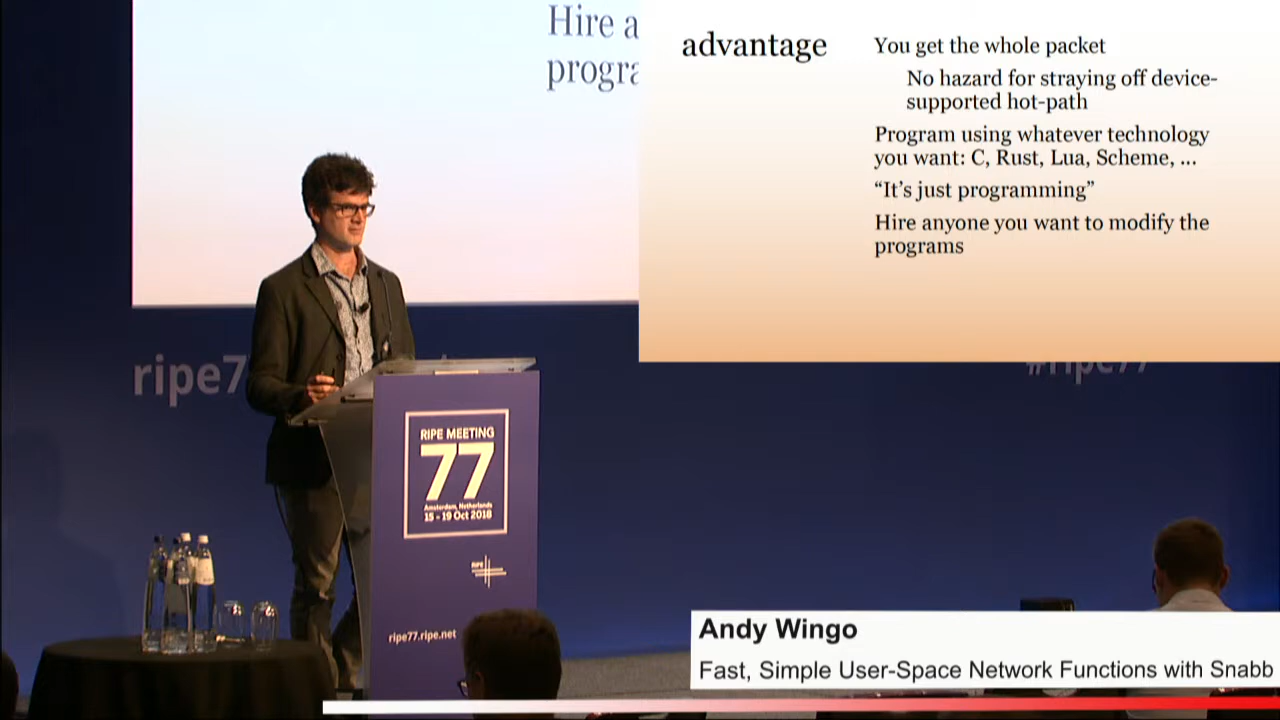 Hire a
progra
advantage
You get the whole packet
No hazard for straying off device-
supported hot-path
Program using whatever technology
you want: C, Rust, Lua, Scheme, ...
“It’s just programming”
Hire anyone you want to modify the
programs
ripe77
#ripe77
RIPE MEETING
77
Amsterdam, Netherlands
15 - 19 Oct 2018
RIPE
ripe77.ripe.net
Andy Wingo
Fast, Simple User-Space Network Functions with Snabb